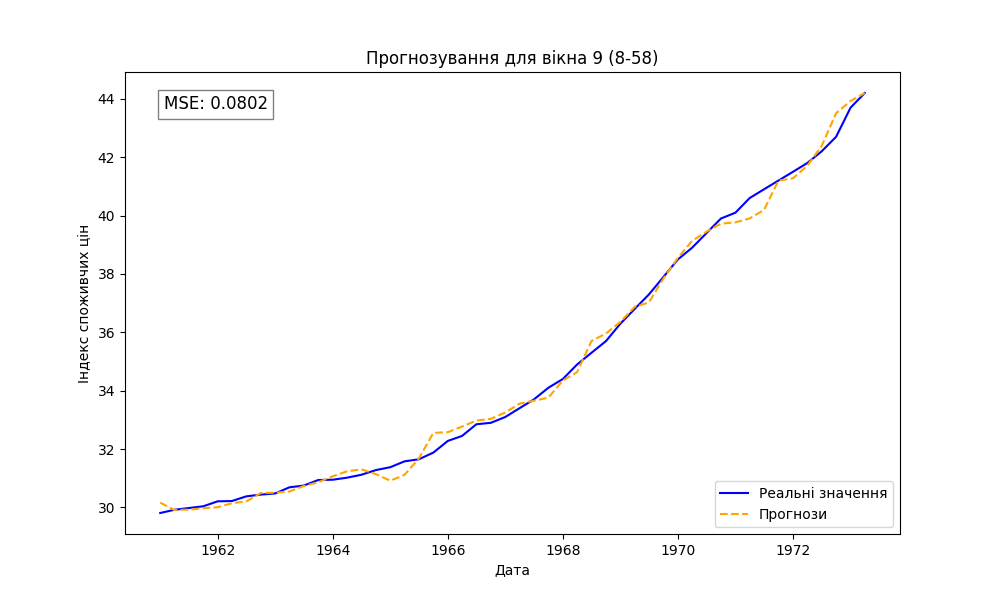 Прогнозування для вікна 9 (8-58)
MSE: 0.0802
44
42
40
38
36
34
32
30
Індекс споживчих цін
1962
1964
1966
1968
1970
1972
Дата
Реальні значення
Прогнози